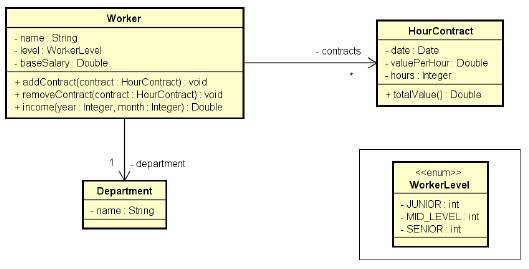 Worker
- name : String
- level : WorkerLevel
- baseSalary : Double
+ addContract(contract : HourContract) : void
+ removeContract(contract : HourContract) : void
+ income(year : Integer, month : Integer) : Double
- contracts
*
HourContract
- date : Date
- valuePerHour : Double
- hours : Integer
+ totalValue() : Double
1
- department
Department
- name : String
<<enum>>
WorkerLevel
- JUNIOR : int
- MID_LEVEL : int
- SENIOR : int